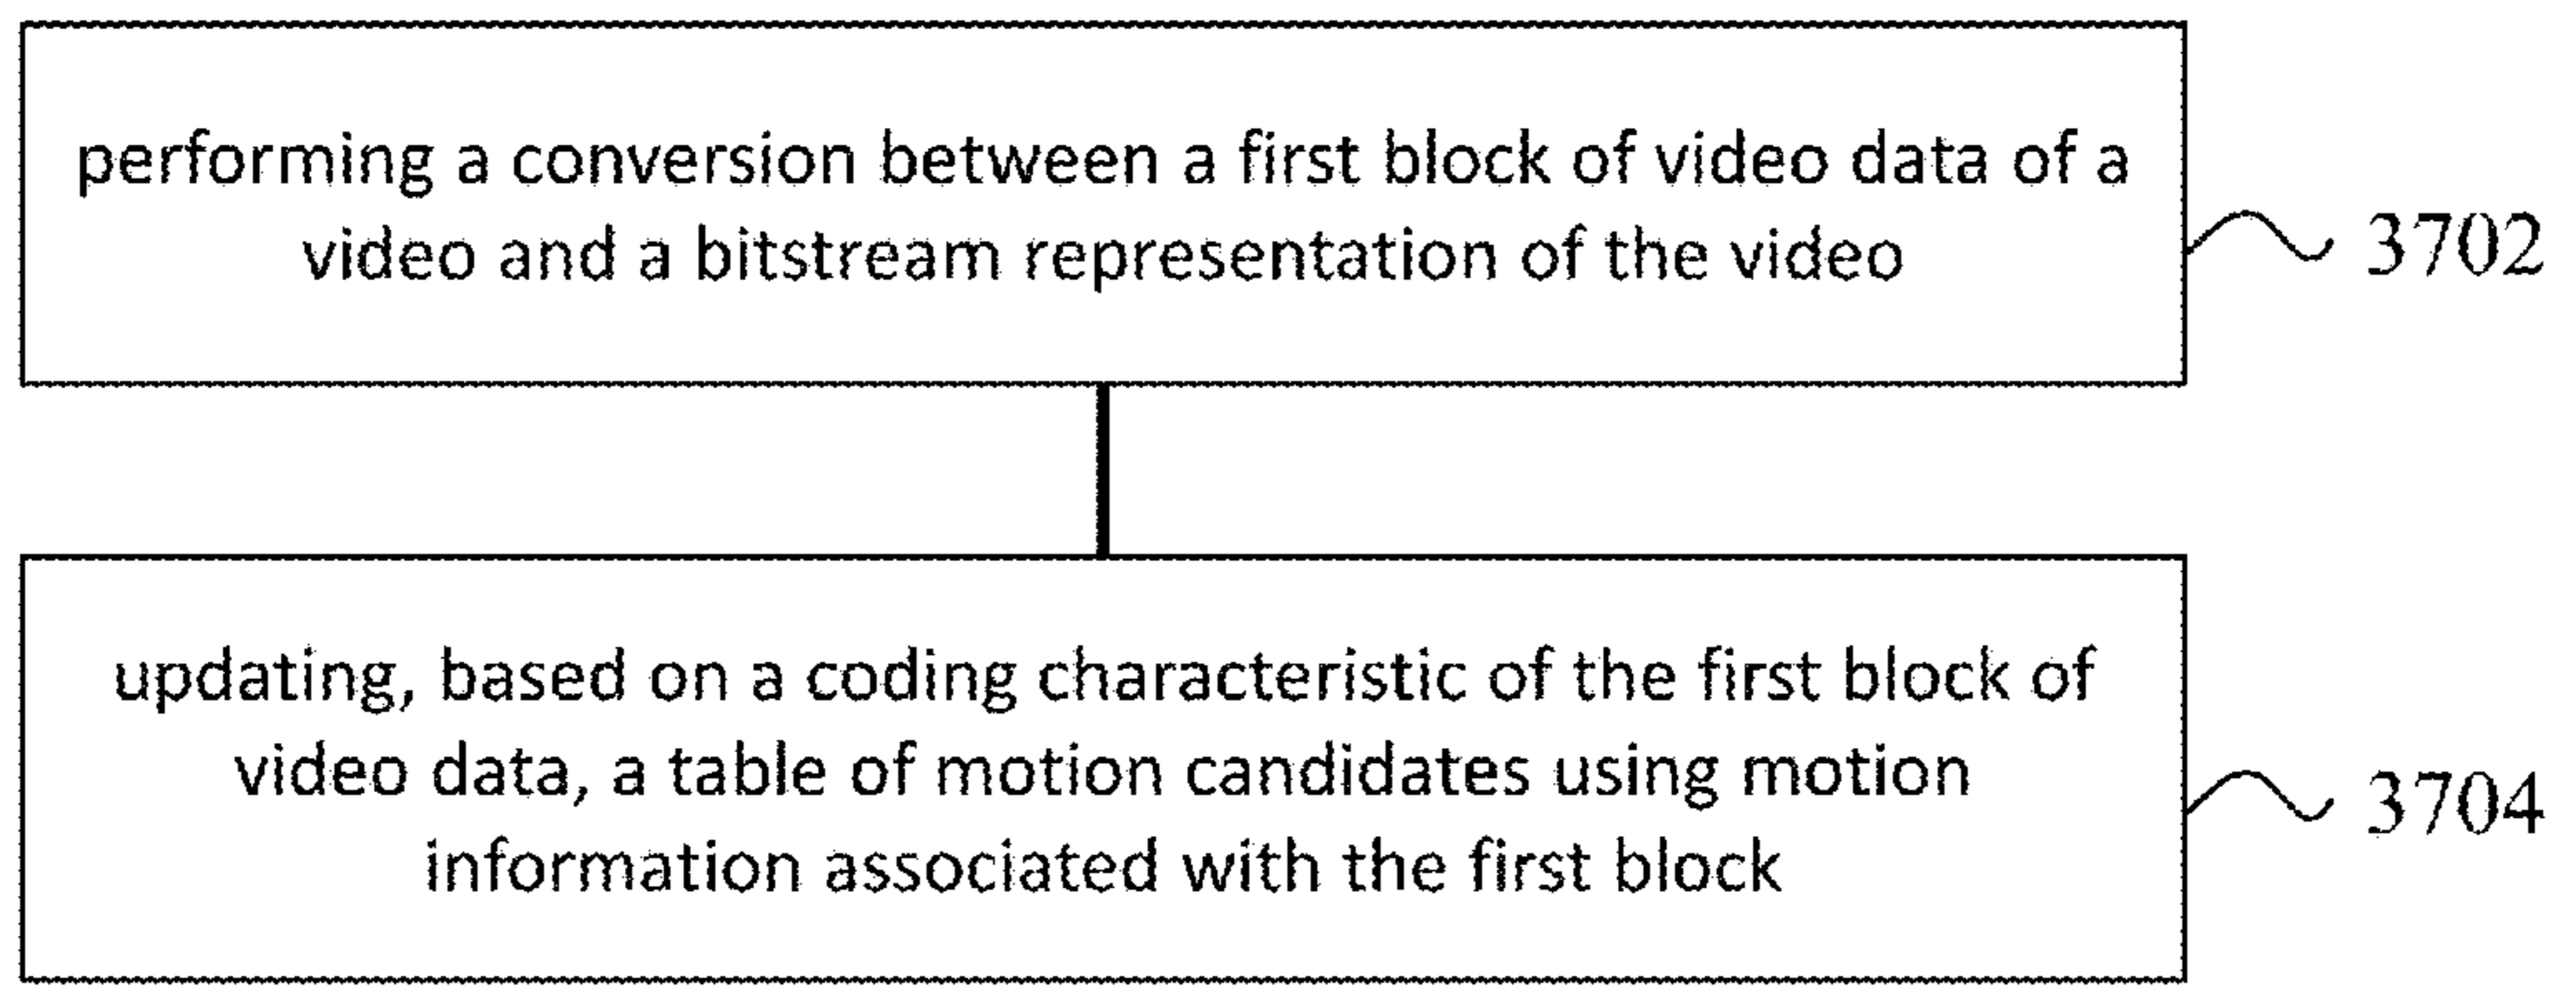 performing a conversion between a first block of video data of a
video and a bitstream representation of the video
3702
updating, based on a coding characteristic of the first block of
video data, a table of motion candidates using motion
information associated with the first block
3704